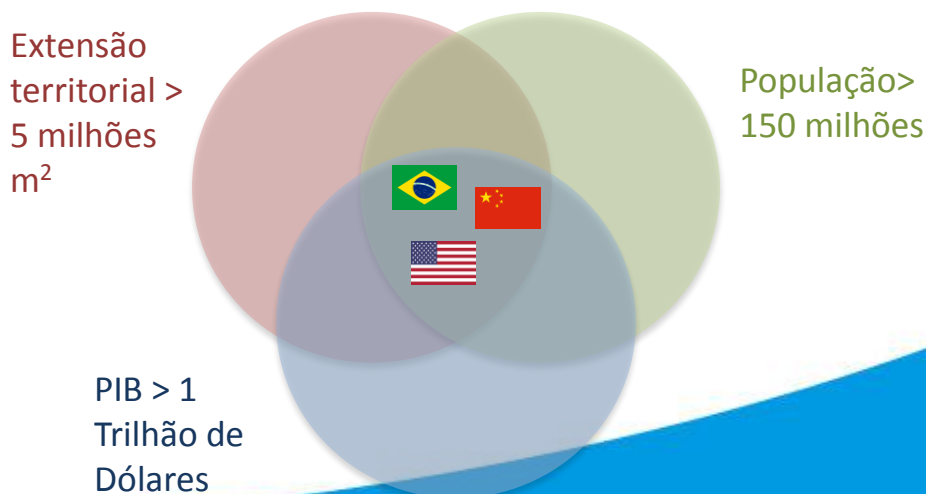 Extensão
territorial >
5 milhões
m²
População>
150 milhões
PIB > 1
Trilhão de
Dólares